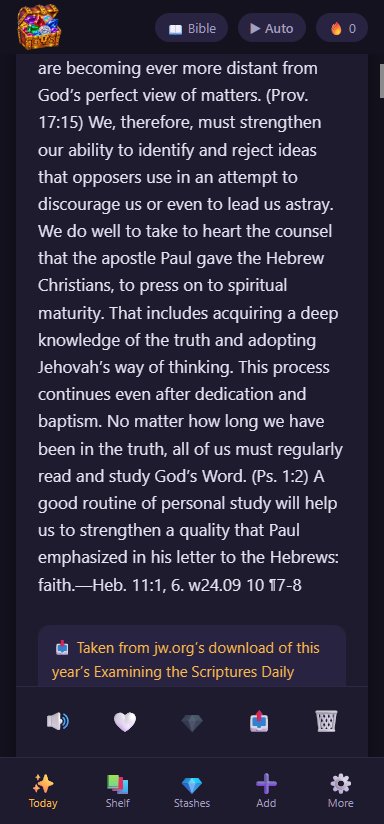 Bible
Auto
0
are becoming ever more distant from
God’s perfect view of matters. (Prov.
17:15) We, therefore, must strengthen
our ability to identify and reject ideas
that opposers use in an attempt to
discourage us or even to lead us astray.
We do well to take to heart the counsel
that the apostle Paul gave the Hebrew
Christians, to press on to spiritual
maturity. That includes acquiring a deep
knowledge of the truth and adopting
Jehovah’s way of thinking. This process
continues even after dedication and
baptism. No matter how long we have
been in the truth, all of us must regularly
read and study God’s Word. (Ps. 1:2) A
good routine of personal study will help
us to strengthen a quality that Paul
emphasized in his letter to the Hebrews:
faith.—Heb. 11:1, 6. w24.09 10 ¶7-8
Taken from jw.org’s download of this
year’s Examining the Scriptures Daily
Today
Shelf
Stashes
Add
More